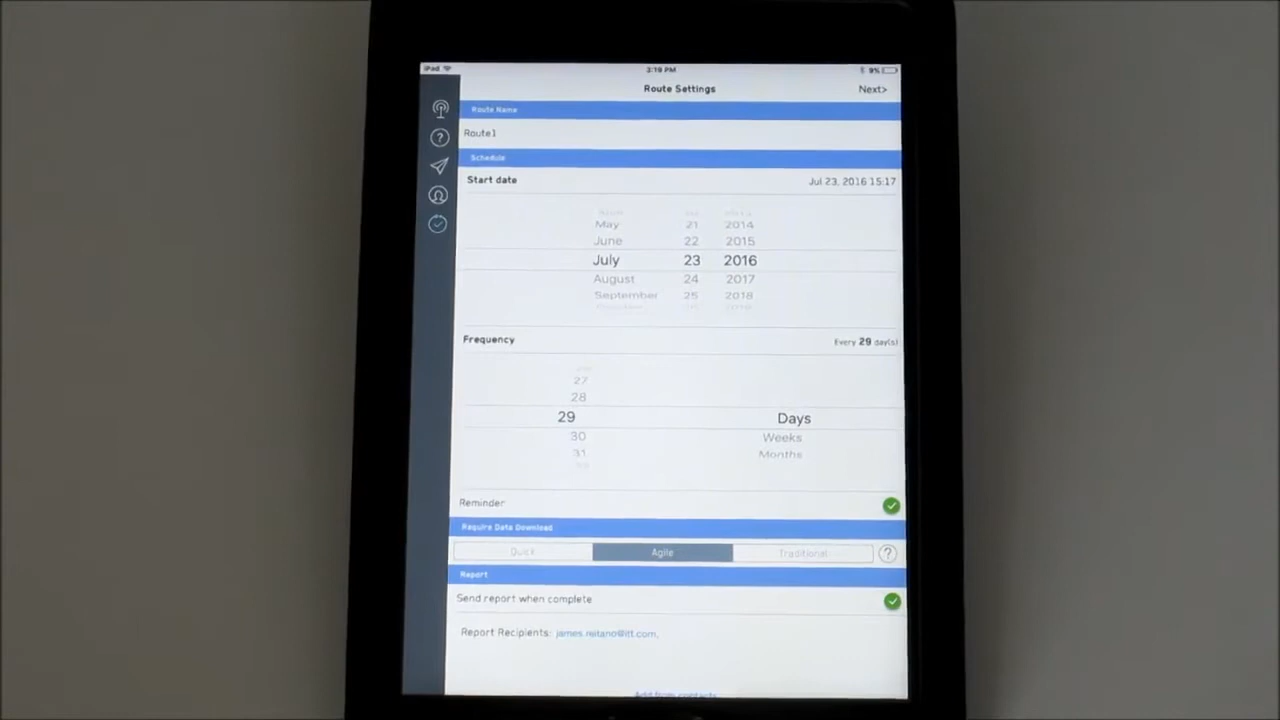 iPad 3:19 PM 9%
Route Settings Next>
Route Name
Route1
Schedule
Start date Jul 23, 2016 15:17
May 21 2014
June 22 2015
July 23 2016
August 24 2017
September 25 2018
Frequency Every 29 day(s)
27
28
29 Days
30 Weeks
31 Months
Reminder
Require Data Download
Quick Agile Traditional ?
Report
Send report when complete
Report Recipients: james.reitano@itt.com,
Add from contacts